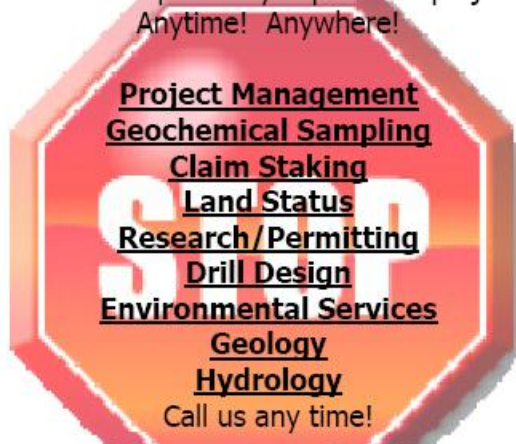 Anytime! Anywhere!
Project Management
Geochemical Sampling
Claim Staking
Land Status
Research/Permitting
Drill Design
Environmental Services
Geology
Hydrology
Call us any time!
STOP